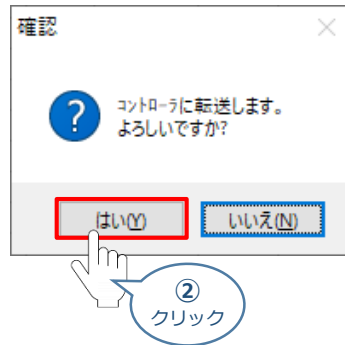 確認
ｺﾝﾄﾛｰﾗに転送します。
よろしいですか?
はい(Y)
いいえ(N)
②
クリック